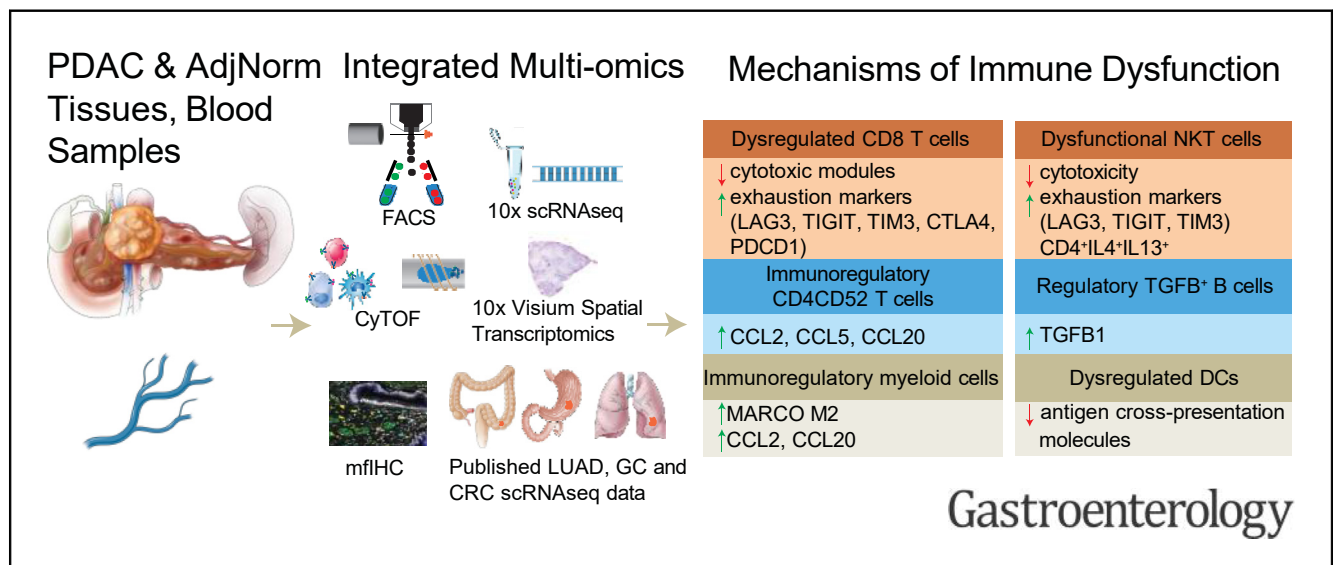 PDAC & AdjNorm
Tissues, Blood
Samples
Integrated Multi-omics
FACS
10x scRNAseq
CyTOF
10x Visium Spatial
Transcriptomics
mfIHC
Published LUAD, GC and
CRC scRNAseq data
Mechanisms of Immune Dysfunction
Dysregulated CD8 T cells
↓cytotoxic modules
↑exhaustion markers
(LAG3, TIGIT, TIM3, CTLA4,
PDCD1)
Immunoregulatory
CD4CD52 T cells
↑CCL2, CCL5, CCL20
Immunoregulatory myeloid cells
↑MARCO M2
↑CCL2, CCL20
Dysfunctional NKT cells
↓cytotoxicity
↑exhaustion markers
(LAG3, TIGIT, TIM3)
CD4⁺IL4⁺IL13⁺
Regulatory TGFB⁺ B cells
↑TGFB1
Dysregulated DCs
↓antigen cross-presentation
molecules
Gastroenterology